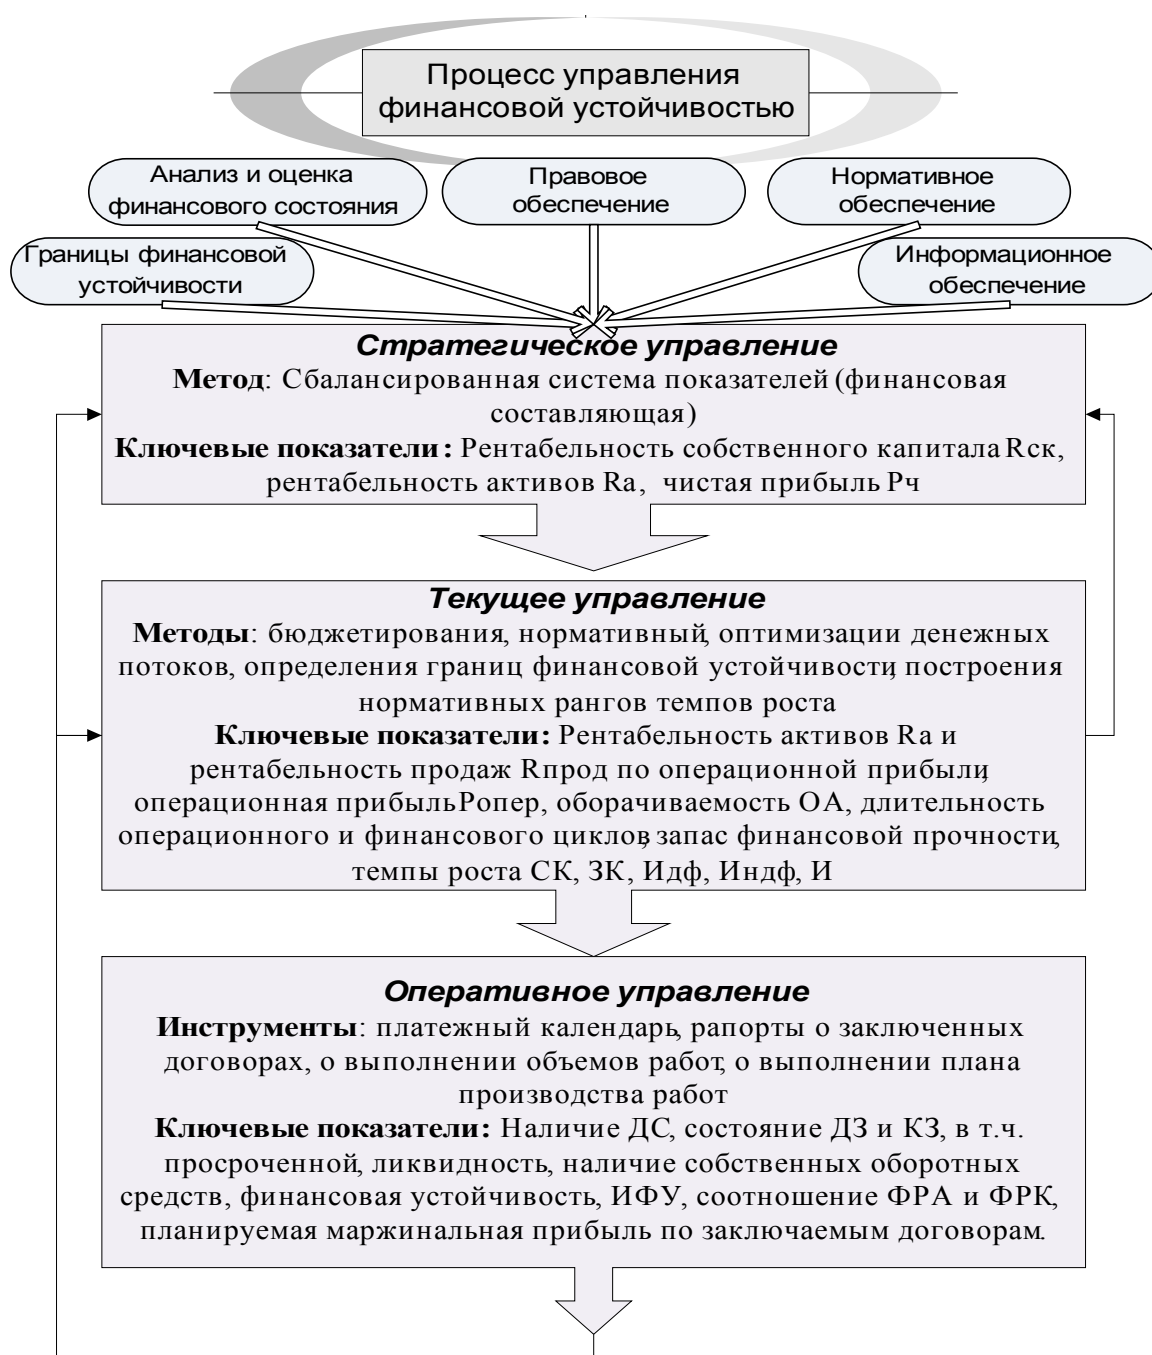 Процесс управления
финансовой устойчивостью
Анализ и оценка
финансового состояния
Правовое
обеспечение
Нормативное
обеспечение
Границы финансовой
устойчивости
Информационное
обеспечение
Стратегическое управление
Метод: Сбалансированная система показателей (финансовая
составляющая)
Ключевые показатели: Рентабельность собственного капитала Rск,
рентабельность активов Ra, чистая прибыль Рч
Текущее управление
Методы: бюджетирования, нормативный, оптимизации денежных
потоков, определения границ финансовой устойчивости, построения
нормативных рангов темпов роста
Ключевые показатели: Рентабельность активов Ra и
рентабельность продаж Rпрод по операционной прибыли,
операционная прибыль Ропер, оборачиваемость ОА, длительность
операционного и финансового циклов, запас финансовой прочности,
темпы роста СК, ЗК, Идф, Индф, И
Оперативное управление
Инструменты: платежный календарь, рапорты о заключенных
договорах, о выполнении объемов работ, о выполнении плана
производства работ
Ключевые показатели: Наличие ДС, состояние ДЗ и КЗ, в т.ч.
просроченной, ликвидность, наличие собственных оборотных
средств, финансовая устойчивость, ИФУ, соотношение ФРА и ФРК,
планируемая маржинальная прибыль по заключаемым договорам.